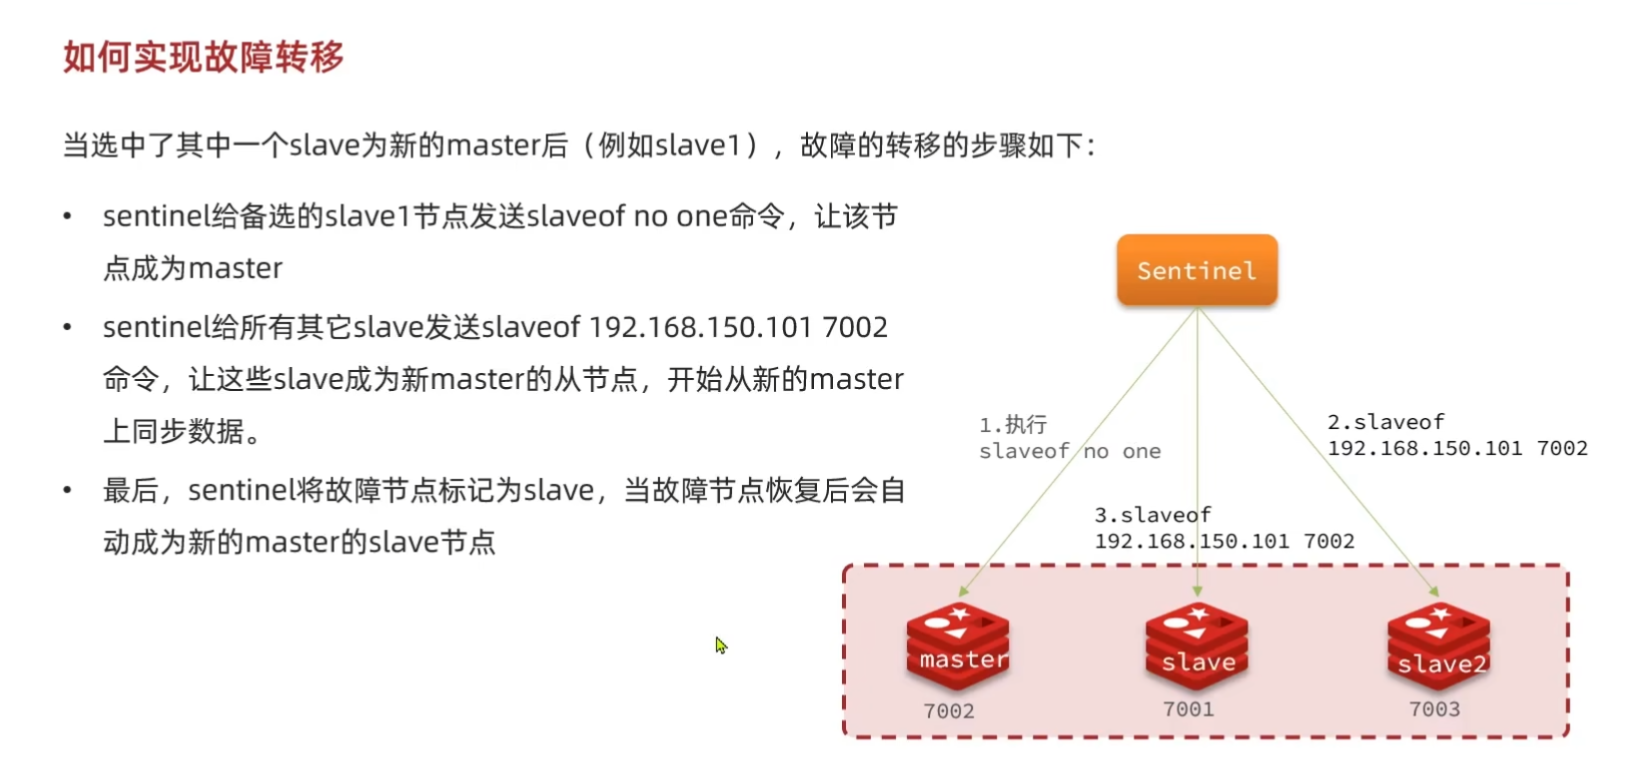 如何实现故障转移
当选中了其中一个slave为新的master后（例如slave1），故障的转移的步骤如下：
• sentinel给备选的slave1节点发送slaveof no one命令，让该节
点成为master
• sentinel给所有其它slave发送slaveof 192.168.150.101 7002
命令，让这些slave成为新master的从节点，开始从新的master
上同步数据。
• 最后，sentinel将故障节点标记为slave，当故障节点恢复后会自
动成为新的master的slave节点
Sentinel
1.执行
slaveof no one
2.slaveof
192.168.150.101 7002
3.slaveof
192.168.150.101 7002
master
slave
slave2
7002
7001
7003